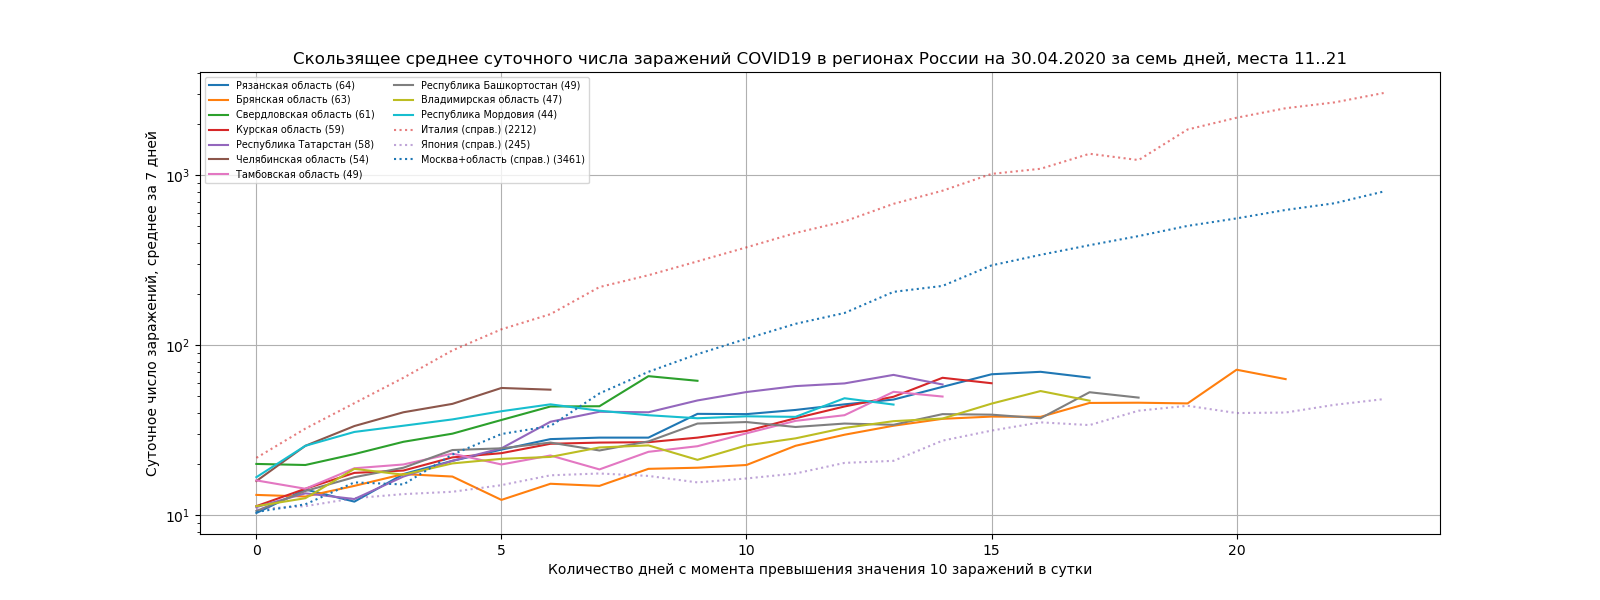 Скользящее среднее суточного числа заражений COVID19 в регионах России на 30.04.2020 за семь дней, места 11..21
Рязанская область (64)
Брянская область (63)
Свердловская область (61)
Курская область (59)
Республика Татарстан (58)
Челябинская область (54)
Тамбовская область (49)
Республика Башкортостан (49)
Владимирская область (47)
Республика Мордовия (44)
Италия (справ.) (2212)
Япония (справ.) (245)
Москва+область (справ.) (3461)
Суточное число заражений, среднее за 7 дней
10³
10²
10¹
0 5 10 15 20
Количество дней с момента превышения значения 10 заражений в сутки